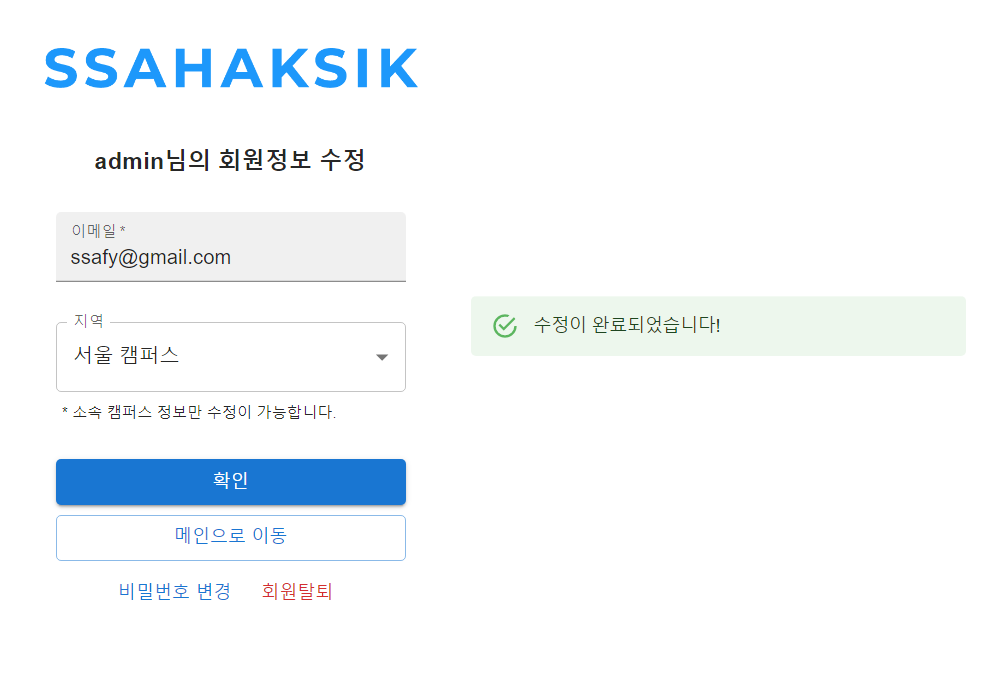 SSAHAKSIK
admin님의 회원정보 수정
이메일 *
ssafy@gmail.com
지역
서울 캠퍼스
* 소속 캠퍼스 정보만 수정이 가능합니다.
확인
메인으로 이동
비밀번호 변경 회원탈퇴
수정이 완료되었습니다!